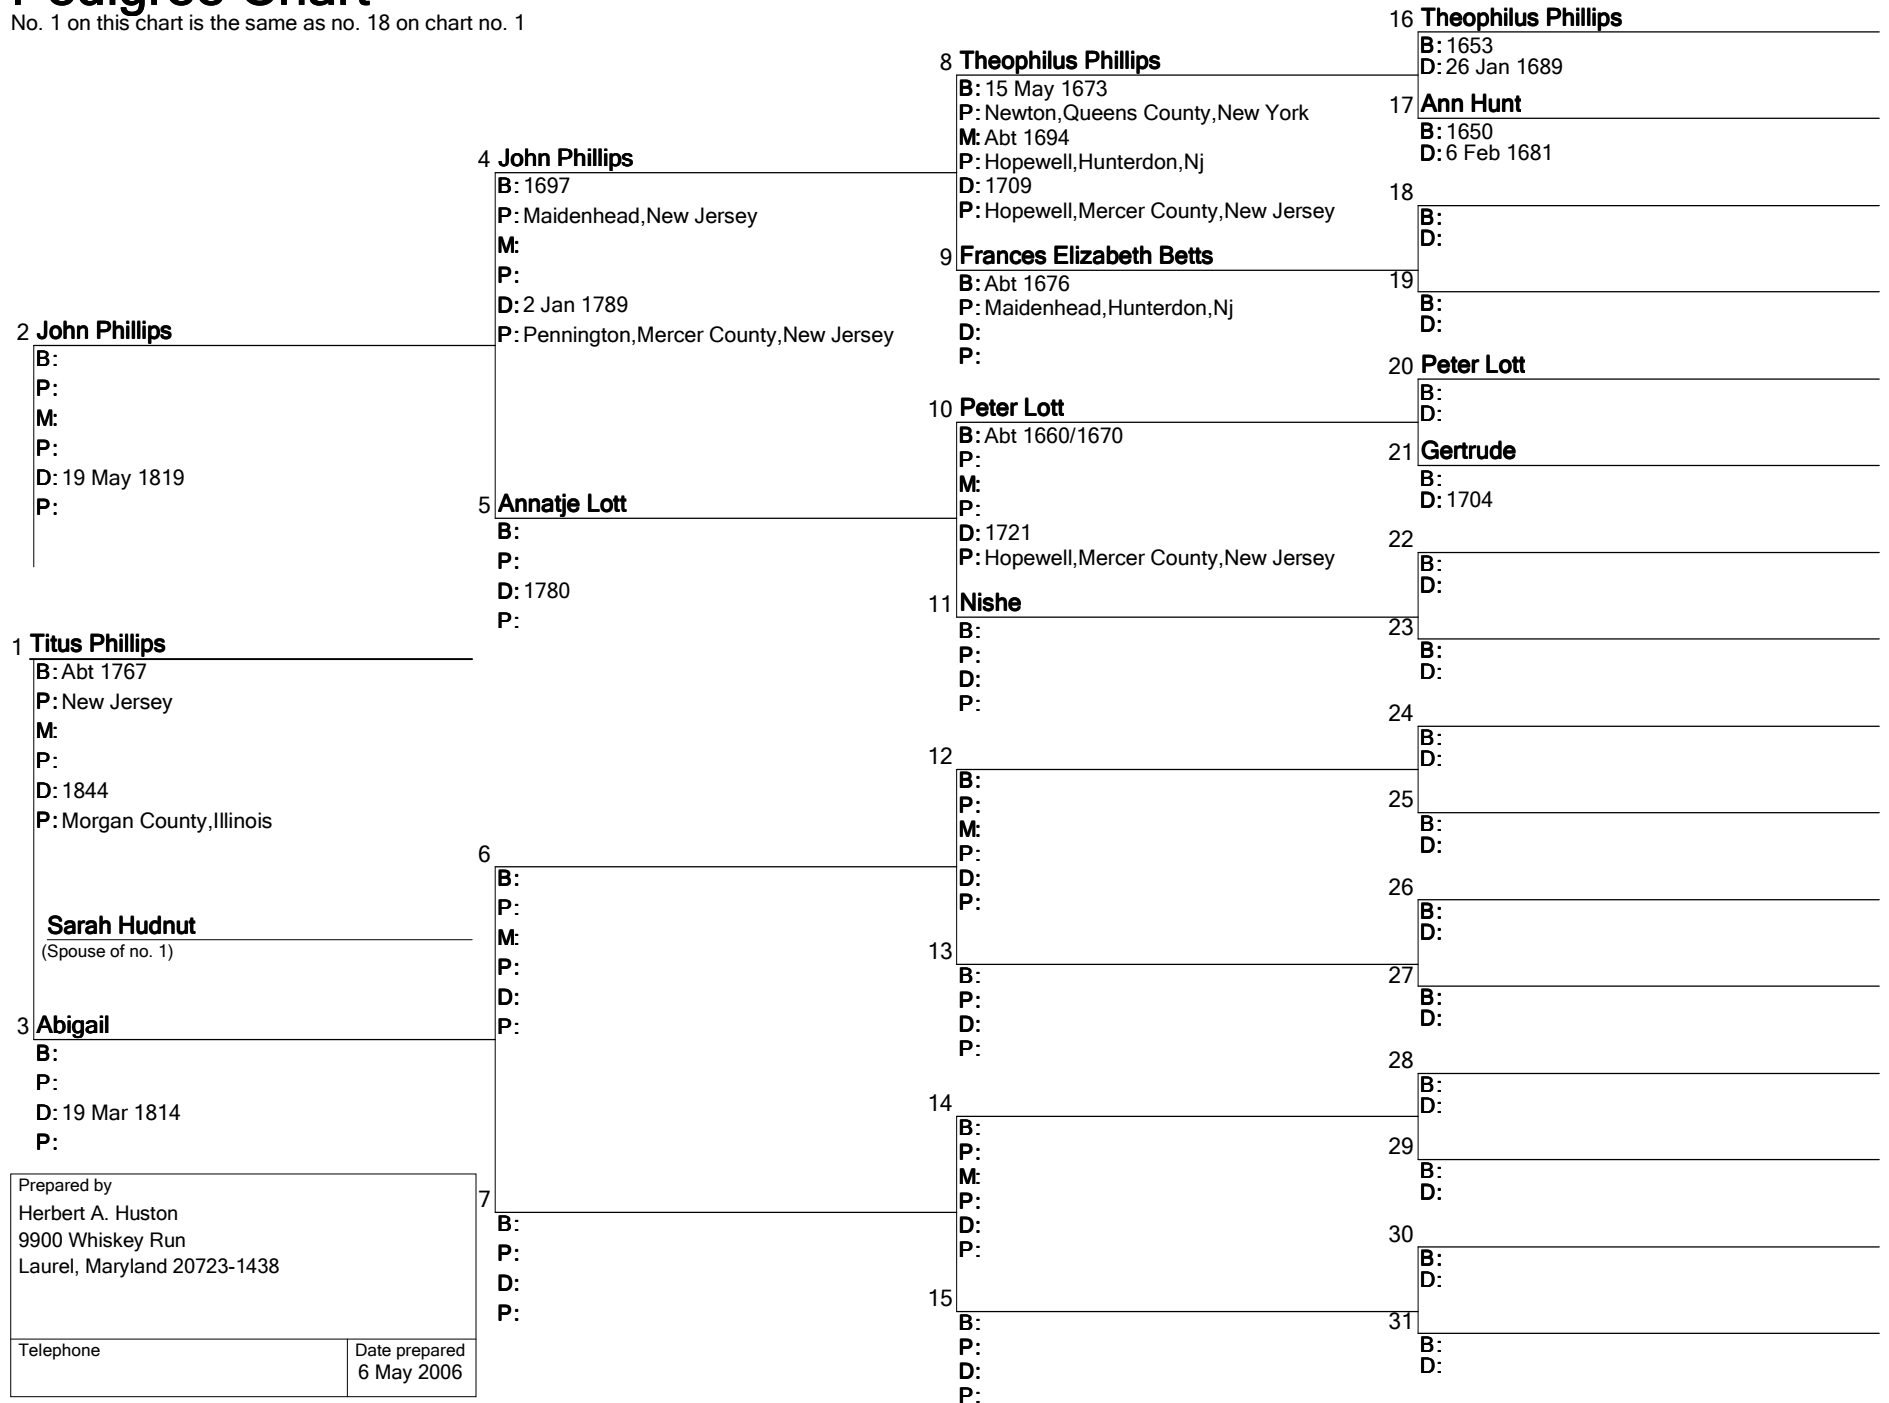 Pedigree Chart
No. 1 on this chart is the same as no. 18 on chart no. 1
2 John Phillips
B:
P:
M:
P:
D: 19 May 1819
P:
1 Titus Phillips
B: Abt 1767
P: New Jersey
M:
P:
D: 1844
P: Morgan County,Illinois
Sarah Hudnut
(Spouse of no. 1)
3 Abigail
B:
P:
D: 19 Mar 1814
P:
Prepared by
Herbert A. Huston
9900 Whiskey Run
Laurel, Maryland 20723-1438
Telephone
Date prepared
6 May 2006
4 John Phillips
B: 1697
P: Maidenhead,New Jersey
M:
P:
D: 2 Jan 1789
P: Pennington,Mercer County,New Jersey
5 Annatje Lott
B:
P:
D: 1780
P:
6
B:
P:
M:
P:
D:
P:
7
B:
P:
D:
P:
8 Theophilus Phillips
B: 15 May 1673
P: Newton,Queens County,New York
M: Abt 1694
P: Hopewell,Hunterdon,Nj
D: 1709
P: Hopewell,Mercer County,New Jersey
9 Frances Elizabeth Betts
B: Abt 1676
P: Maidenhead,Hunterdon,Nj
D:
P:
10 Peter Lott
B: Abt 1660/1670
P:
M:
P:
D: 1721
P: Hopewell,Mercer County,New Jersey
11 Nishe
B:
P:
D:
P:
12
B:
P:
M:
P:
D:
P:
13
B:
P:
D:
P:
14
B:
P:
M:
P:
D:
P:
15
B:
P:
D:
P:
16 Theophilus Phillips
B: 1653
D: 26 Jan 1689
17 Ann Hunt
B: 1650
D: 6 Feb 1681
18
B:
D:
19
B:
D:
20 Peter Lott
B:
D:
21 Gertrude
B:
D: 1704
22
B:
D:
23
B:
D:
24
B:
D:
25
B:
D:
26
B:
D:
27
B:
D:
28
B:
D:
29
B:
D:
30
B:
D:
31
B:
D: